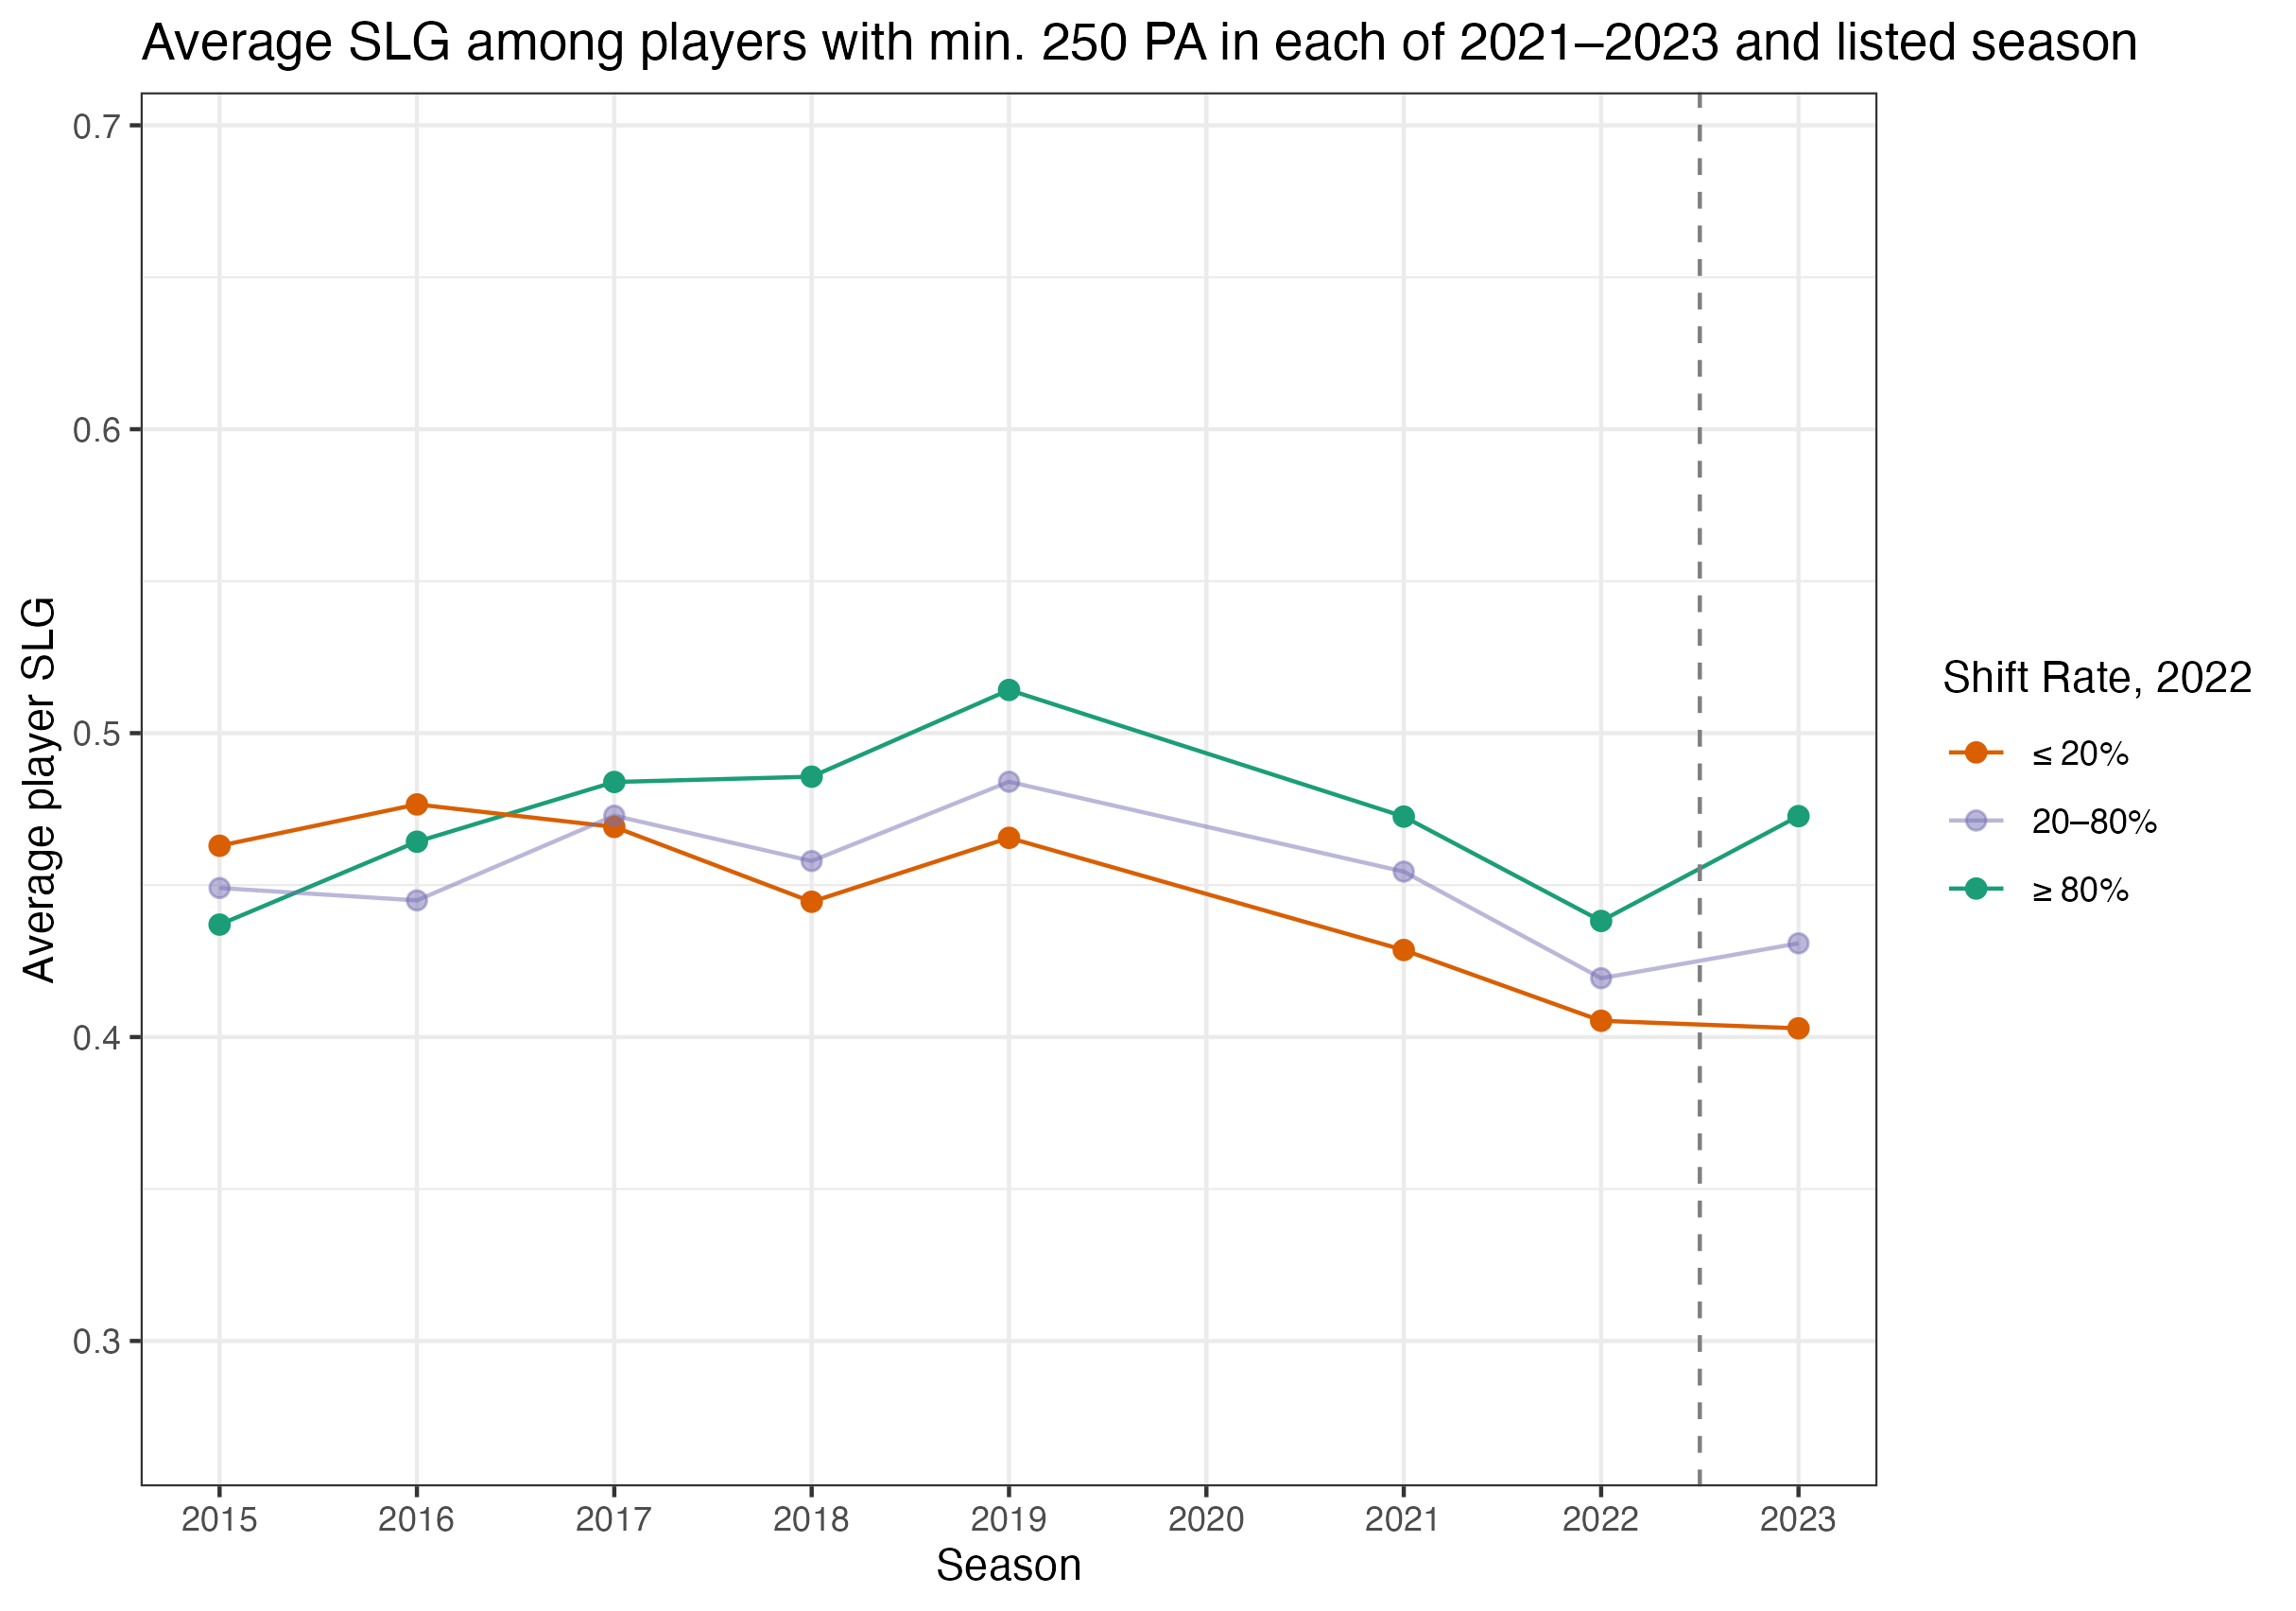 Average SLG among players with min. 250 PA in each of 2021–2023 and listed season
Average player SLG
0.7
0.6
0.5
0.4
0.3
2015 2016 2017 2018 2019 2020 2021 2022 2023
Season
Shift Rate, 2022
≤ 20%
20–80%
≥ 80%